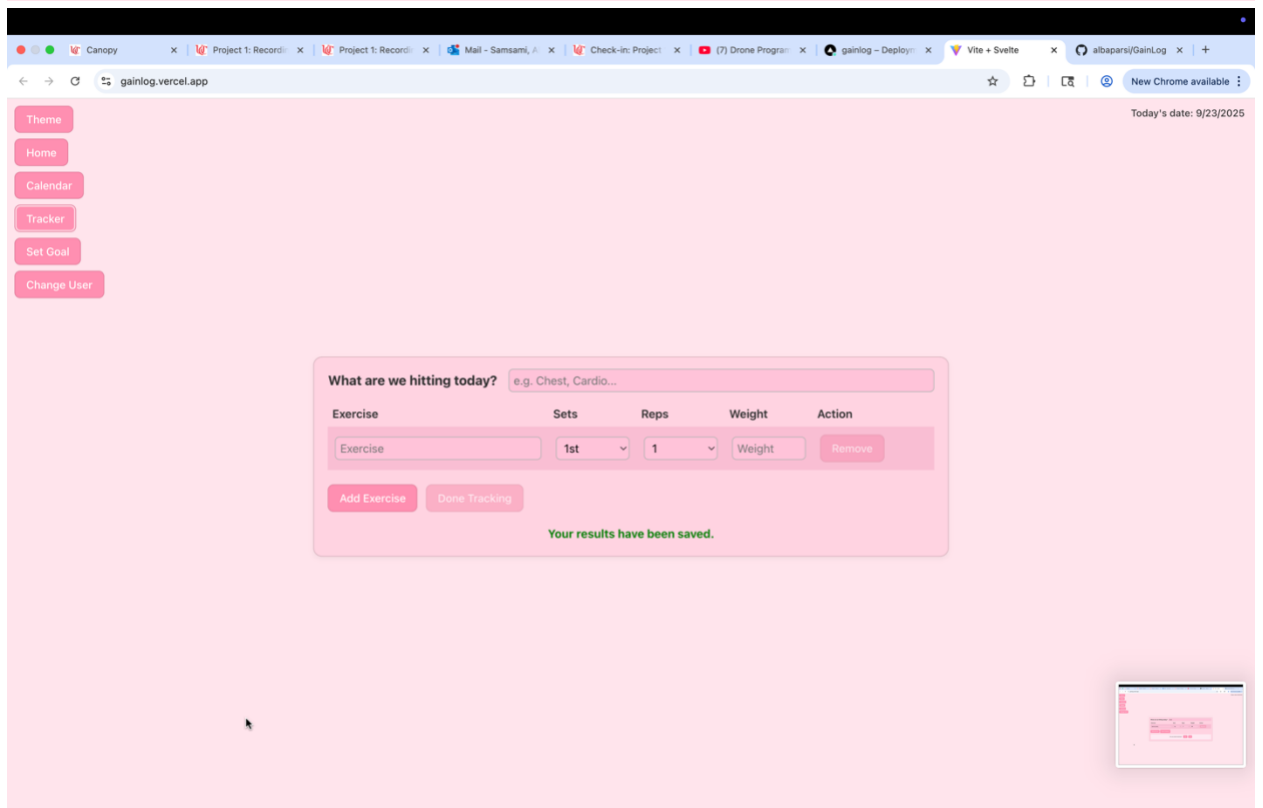 Canopy
Project 1: Recordin
Project 1: Recordin
Mail - Samsami, A
Check-in: Project
(7) Drone Program
gainlog – Deploym
Vite + Svelte
albaparsi/GainLog
gainlog.vercel.app
New Chrome available
Theme
Today's date: 9/23/2025
Home
Calendar
Tracker
Set Goal
Change User
What are we hitting today? e.g. Chest, Cardio...
Exercise Sets Reps Weight Action
Exercise 1st 1 Weight Remove
Add Exercise Done Tracking
Your results have been saved.